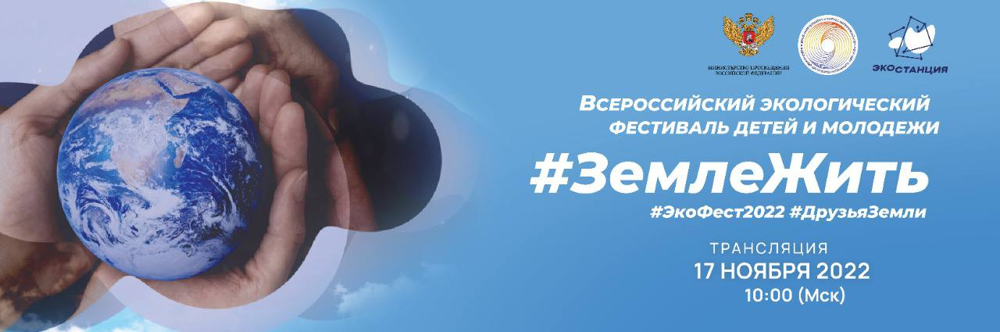 МИНИСТЕРСТВО ПРОСВЕЩЕНИЯ
РОССИЙСКОЙ ФЕДЕРАЦИИ
ЭКОСТАНЦИЯ
ВСЕРОССИЙСКИЙ ЭКОЛОГИЧЕСКИЙ
ФЕСТИВАЛЬ ДЕТЕЙ И МОЛОДЕЖИ
#ЗемлеЖить
#ЭкоФест2022 #ДрузьяЗемли
ТРАНСЛЯЦИЯ
17 НОЯБРЯ 2022
10:00 (Мск)